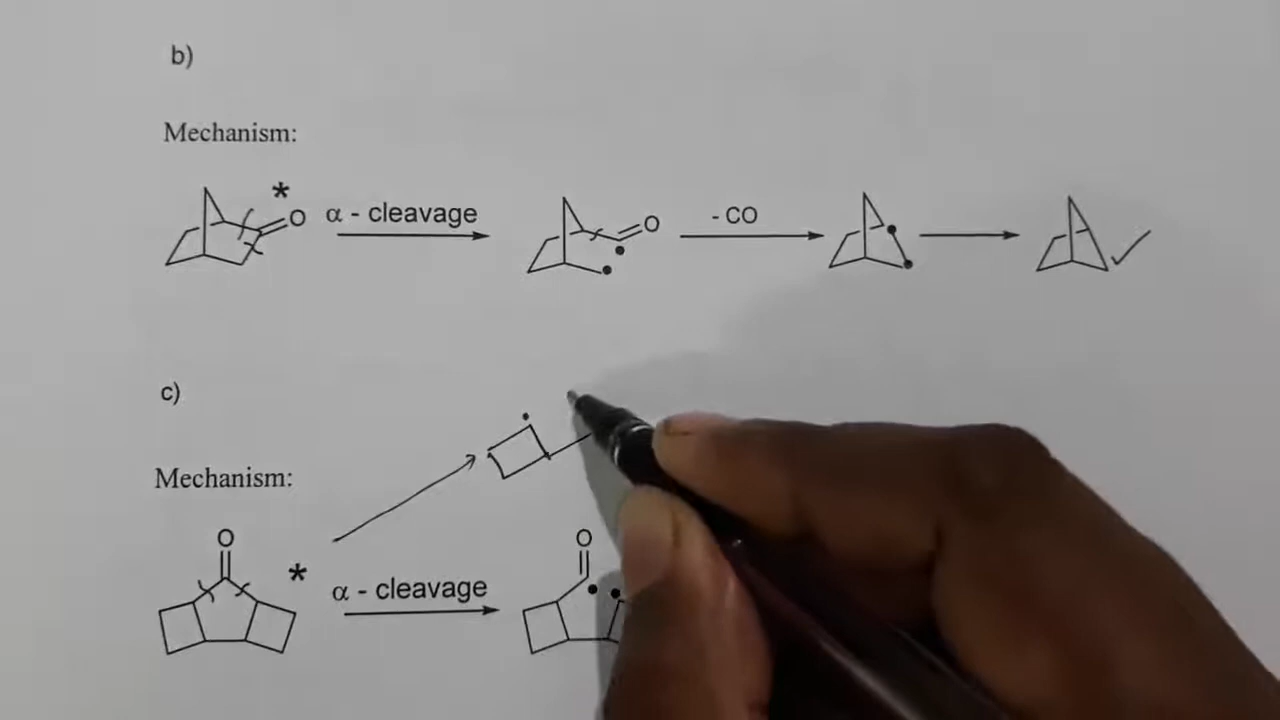 b)
Mechanism:
* O α - cleavage O - CO
c)
Mechanism:
O * α - cleavage O